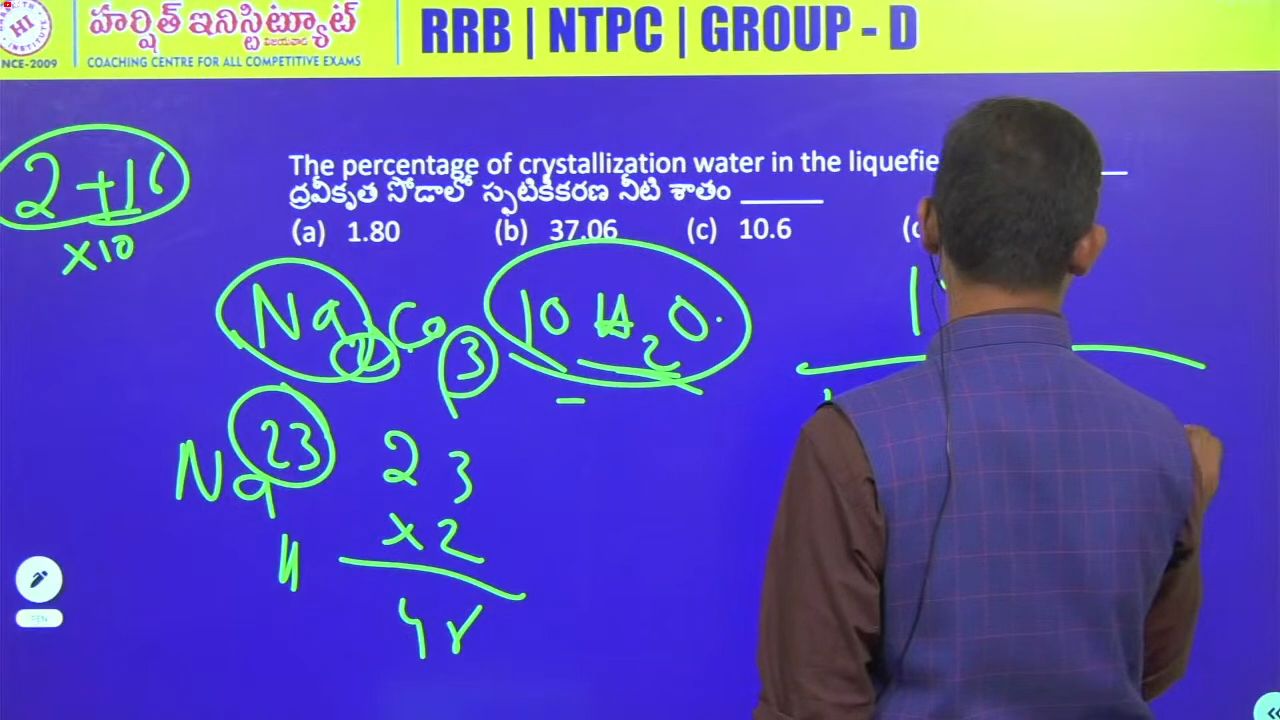 హర్షిత్ ఇనిస్టిట్యూట్
విజయవాడ
COACHING CENTRE FOR ALL COMPETITIVE EXAMS
NCE-2009
RRB | NTPC | GROUP - D
The percentage of crystallization water in the liquefie
ద్రవీకృత సోడాలో స్ఫటికీకరణ నీటి శాతం ______
(a) 1.80 (b) 37.06 (c) 10.6
2+16
×10
Na2CO3 10H2O.
Na 23
23
×2